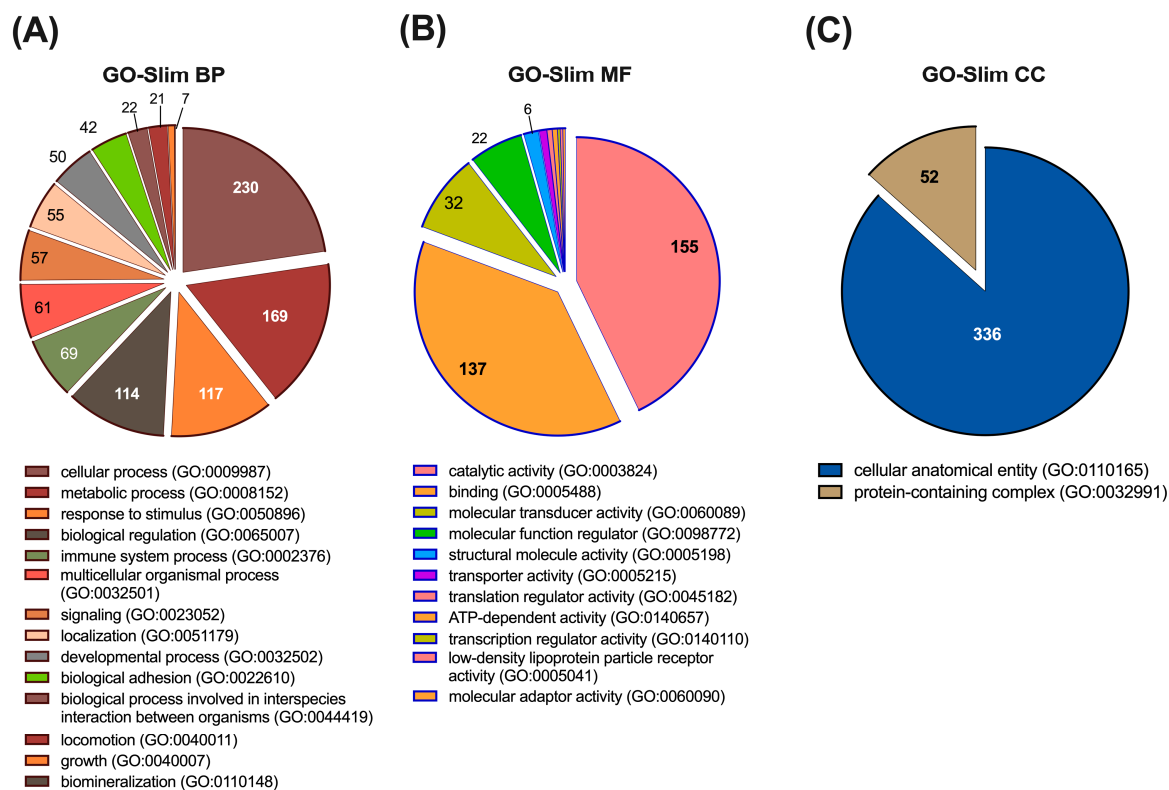 (A)
GO-Slim BP
230
169
117
114
69
61
57
55
50
42
22
21
7
cellular process (GO:0009987)
metabolic process (GO:0008152)
response to stimulus (GO:0050896)
biological regulation (GO:0065007)
immune system process (GO:0002376)
multicellular organismal process
(GO:0032501)
signaling (GO:0023052)
localization (GO:0051179)
developmental process (GO:0032502)
biological adhesion (GO:0022610)
biological process involved in interspecies
interaction between organisms (GO:0044419)
locomotion (GO:0040011)
growth (GO:0040007)
biomineralization (GO:0110148)
(B)
GO-Slim MF
155
137
32
22
6
catalytic activity (GO:0003824)
binding (GO:0005488)
molecular transducer activity (GO:0060089)
molecular function regulator (GO:0098772)
structural molecule activity (GO:0005198)
transporter activity (GO:0005215)
translation regulator activity (GO:0045182)
ATP-dependent activity (GO:0140657)
transcription regulator activity (GO:0140110)
low-density lipoprotein particle receptor
activity (GO:0005041)
molecular adaptor activity (GO:0060090)
(C)
GO-Slim CC
52
336
cellular anatomical entity (GO:0110165)
protein-containing complex (GO:0032991)